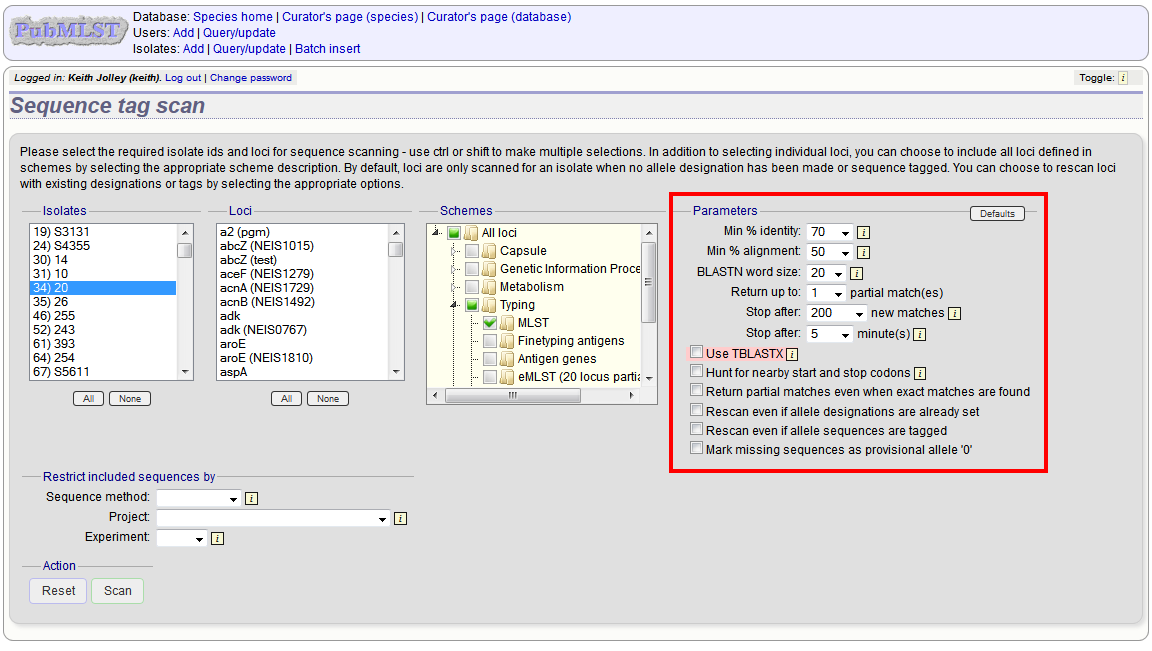 PubMLST
Database: Species home | Curator's page (species) | Curator's page (database)
Users: Add | Query/update
Isolates: Add | Query/update | Batch insert
Logged in: Keith Jolley (keith). Log out | Change password
Toggle: i
Sequence tag scan
Please select the required isolate ids and loci for sequence scanning - use ctrl or shift to make multiple selections. In addition to selecting individual loci, you can choose to include all loci defined in
schemes by selecting the appropriate scheme description. By default, loci are only scanned for an isolate when no allele designation has been made or sequence tagged. You can choose to rescan loci
with existing designations or tags by selecting the appropriate options.
Isolates
19) S3131
24) S4355
30) 14
31) 10
34) 20
35) 26
46) 255
52) 243
61) 393
64) 254
67) S5611
All None
Loci
a2 (pgm)
abcZ (NEIS1015)
abcZ (test)
aceF (NEIS1279)
acnA (NEIS1729)
acnB (NEIS1492)
adk
adk (NEIS0767)
aroE
aroE (NEIS1810)
aspA
All None
Schemes
All loci
Capsule
Genetic Information Proce
Metabolism
Typing
MLST
Finetyping antigens
Antigen genes
eMLST (20 locus partia
Parameters
Defaults
Min % identity: 70 i
Min % alignment: 50 i
BLASTN word size: 20 i
Return up to: 1 partial match(es)
Stop after: 200 new matches i
Stop after: 5 minute(s) i
Use TBLASTX i
Hunt for nearby start and stop codons i
Return partial matches even when exact matches are found
Rescan even if allele designations are already set
Rescan even if allele sequences are tagged
Mark missing sequences as provisional allele '0'
Restrict included sequences by
Sequence method: i
Project: i
Experiment: i
Action
Reset Scan